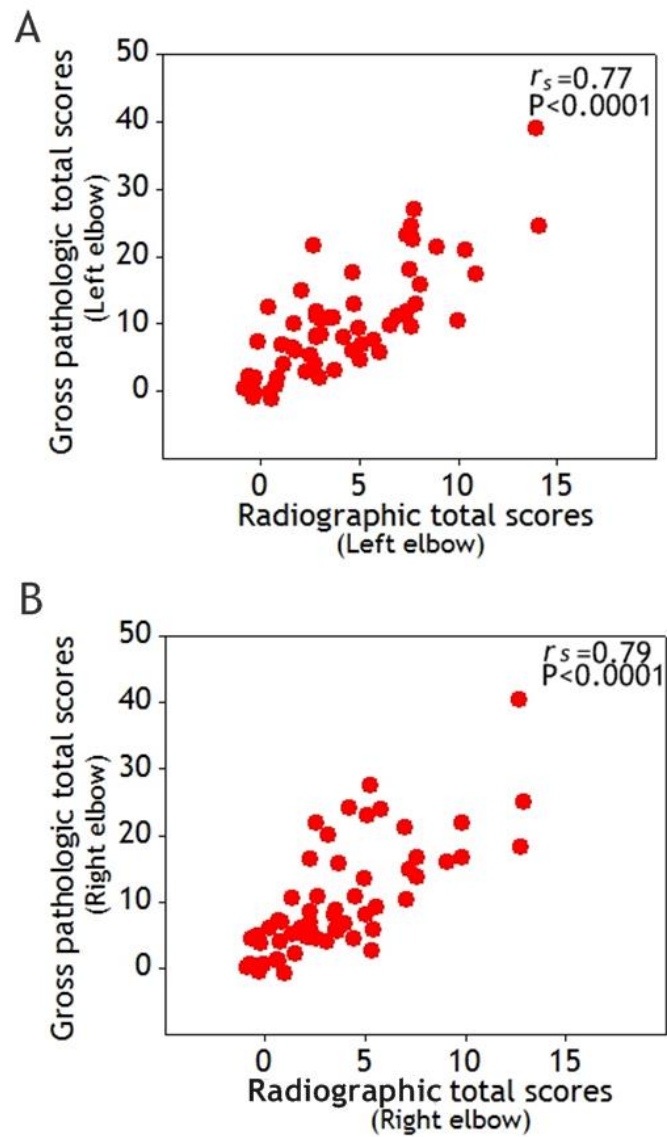 A
50
40
30
20
10
0
Gross pathologic total scores
(Left elbow)
r s =0.77
P<0.0001
0 5 10 15
Radiographic total scores
(Left elbow)
B
50
40
30
20
10
0
Gross pathologic total scores
(Right elbow)
r s =0.79
P<0.0001
0 5 10 15
Radiographic total scores
(Right elbow)